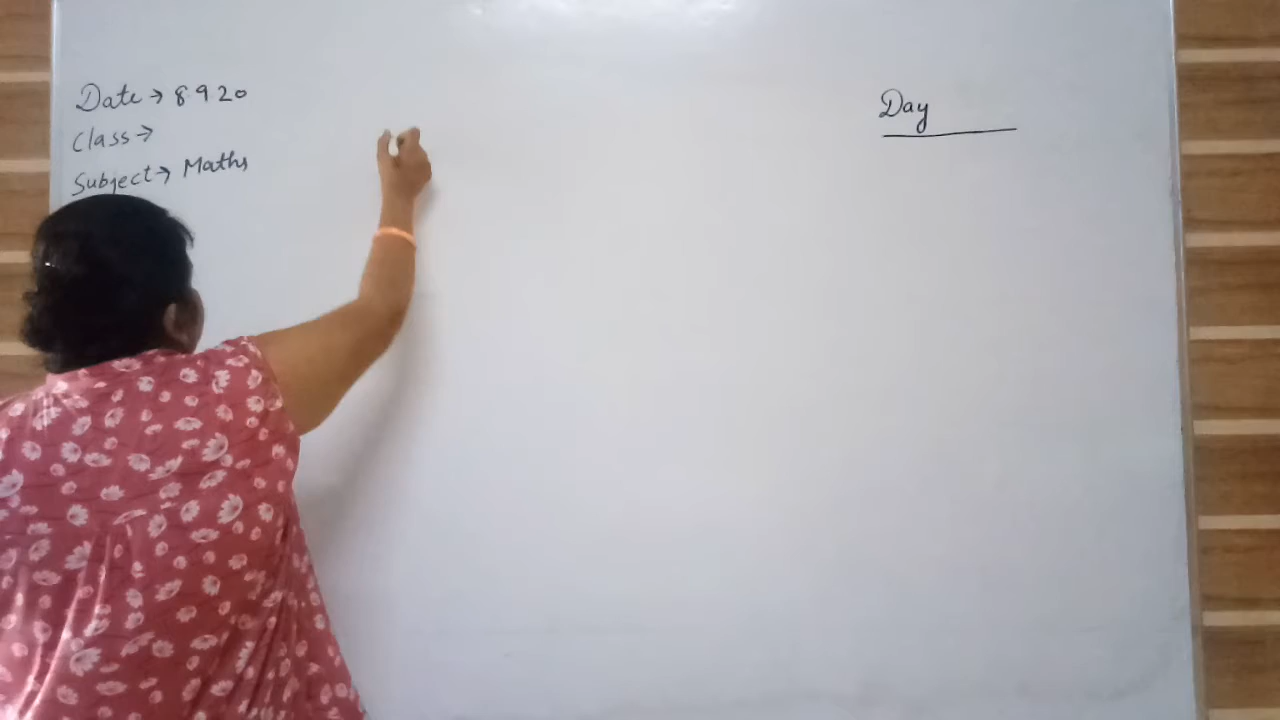 Date → 8 9 20
Day
Class →
Subject → Maths